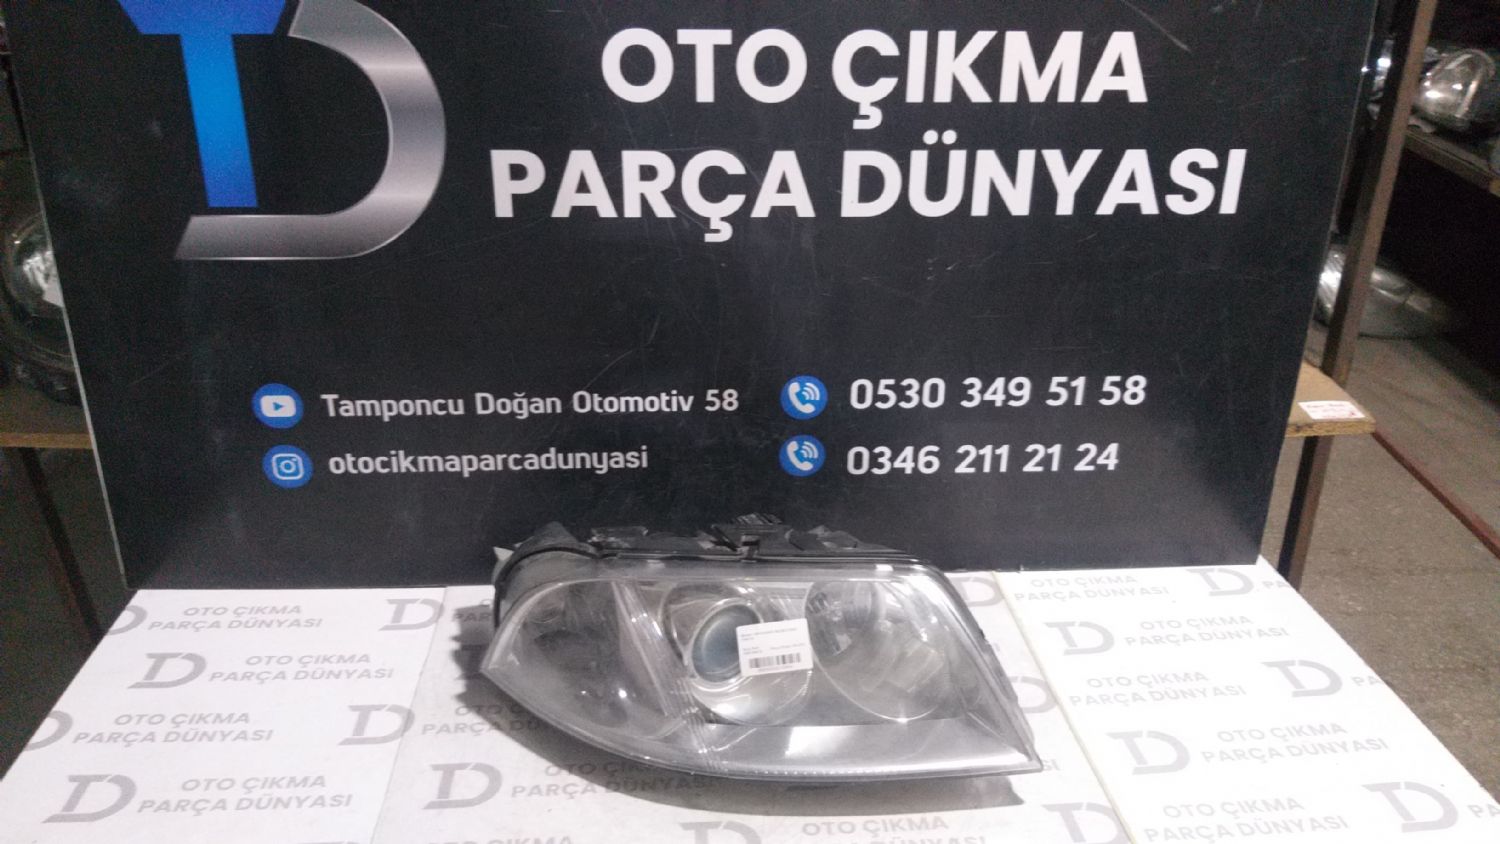 TD
OTO ÇIKMA
PARÇA DÜNYASI
Tamponcu Doğan Otomotiv 58
0530 349 51 58
otocikmaparcadunyasi
0346 211 21 24
OTO ÇIKMA
PARÇA DÜNYASI
OTO ÇIKMA
PARÇA DÜNYASI
OTO ÇIKMA
PARÇA DÜNYASI
OTO ÇIKMA
PARÇA DÜNYASI
OTO ÇIKMA
PARÇA DÜNYASI
OTO ÇIKMA
PARÇA DÜNYASI
OTO ÇIKMA
PARÇA DÜNYASI
OTO ÇIKMA
PARÇA DÜNYASI
OTO ÇIKMA